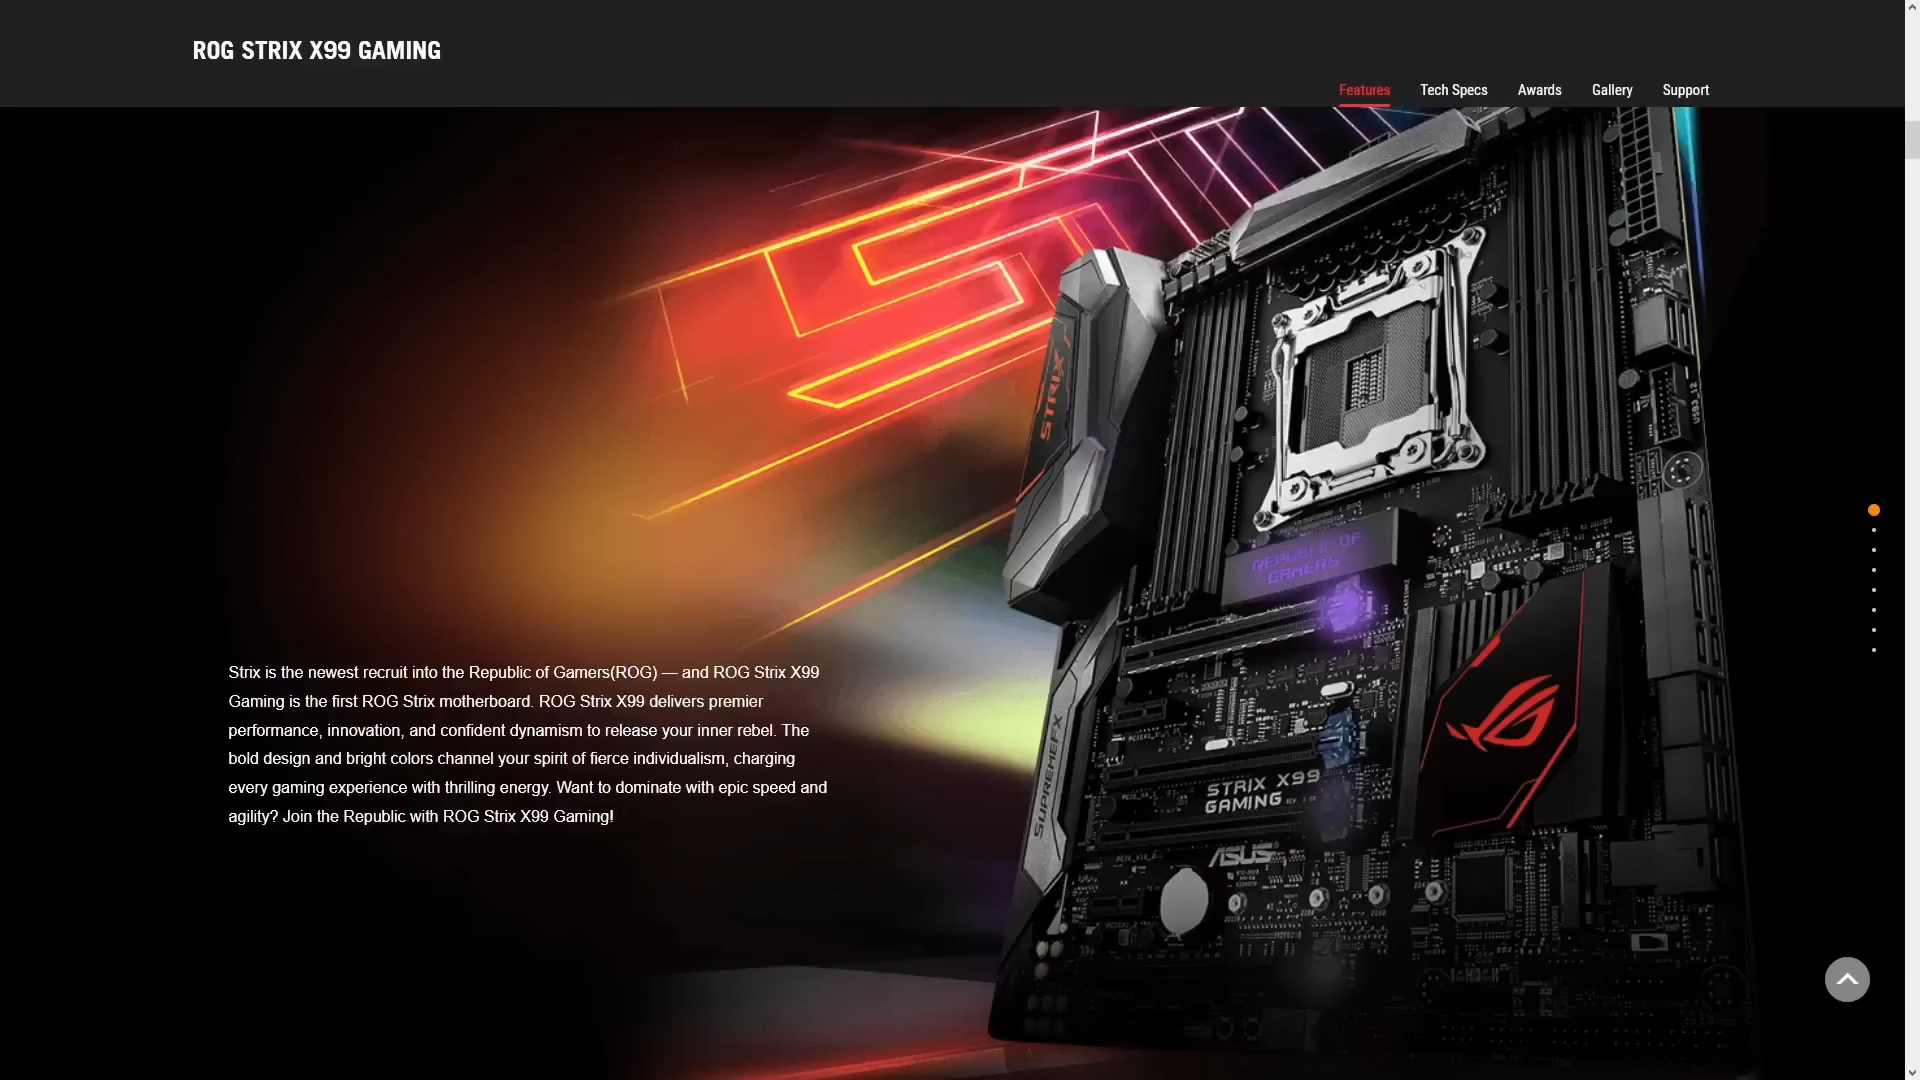 ROG STRIX X99 GAMING
Features
Tech Specs
Awards
Gallery
Support
STRIX
USB3_12
REPUBLIC OF
GAMERS
Strix is the newest recruit into the Republic of Gamers(ROG) — and ROG Strix X99
Gaming is the first ROG Strix motherboard. ROG Strix X99 delivers premier
performance, innovation, and confident dynamism to release your inner rebel. The
bold design and bright colors channel your spirit of fierce individualism, charging
every gaming experience with thrilling energy. Want to dominate with epic speed and
agility? Join the Republic with ROG Strix X99 Gaming!
SUPREMEFX
STRIX X99
GAMING
ASUS